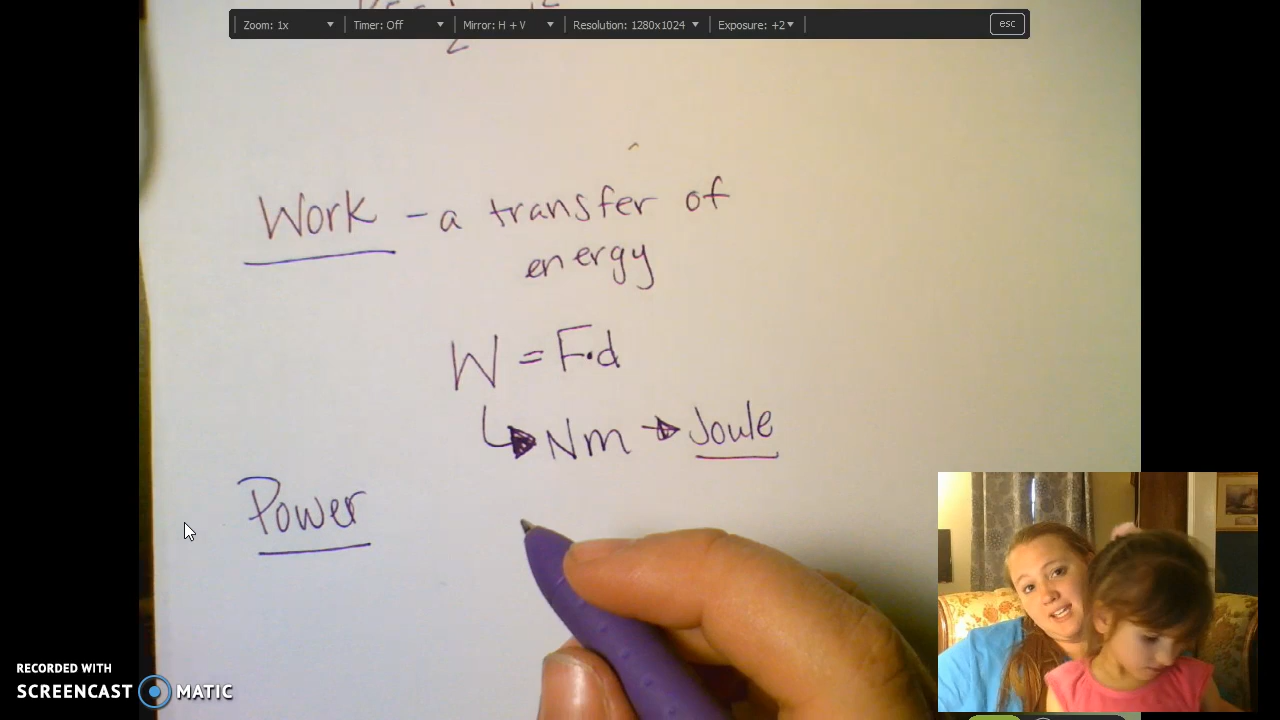 Zoom: 1x Timer: Off Mirror: H + V Resolution: 1280x1024 Exposure: +2 esc
2
Work - a transfer of
energy
W = F·d
Nm → Joule
Power
RECORDED WITH
SCREENCAST MATIC